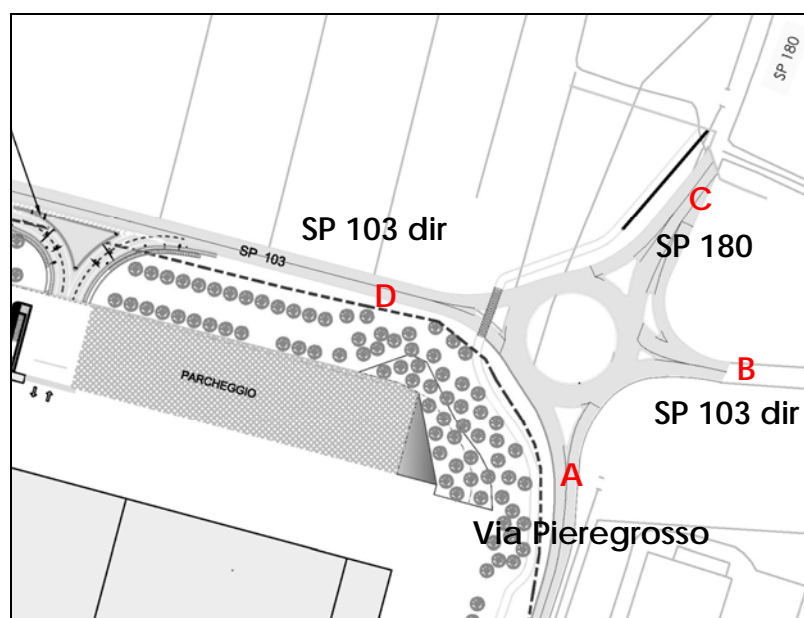 SP 180
C
SP 103 dir
SP 180
SP 103
D
B
PARCHEGGIO
SP 103 dir
A
Via Pieregrosso